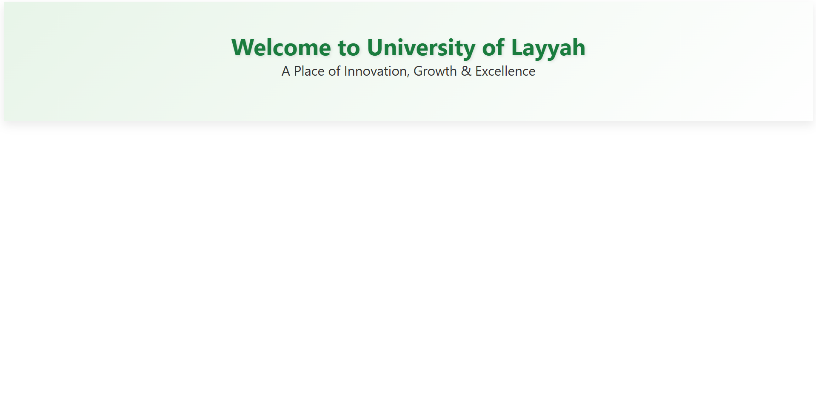 Welcome to University of Layyah
A Place of Innovation, Growth & Excellence